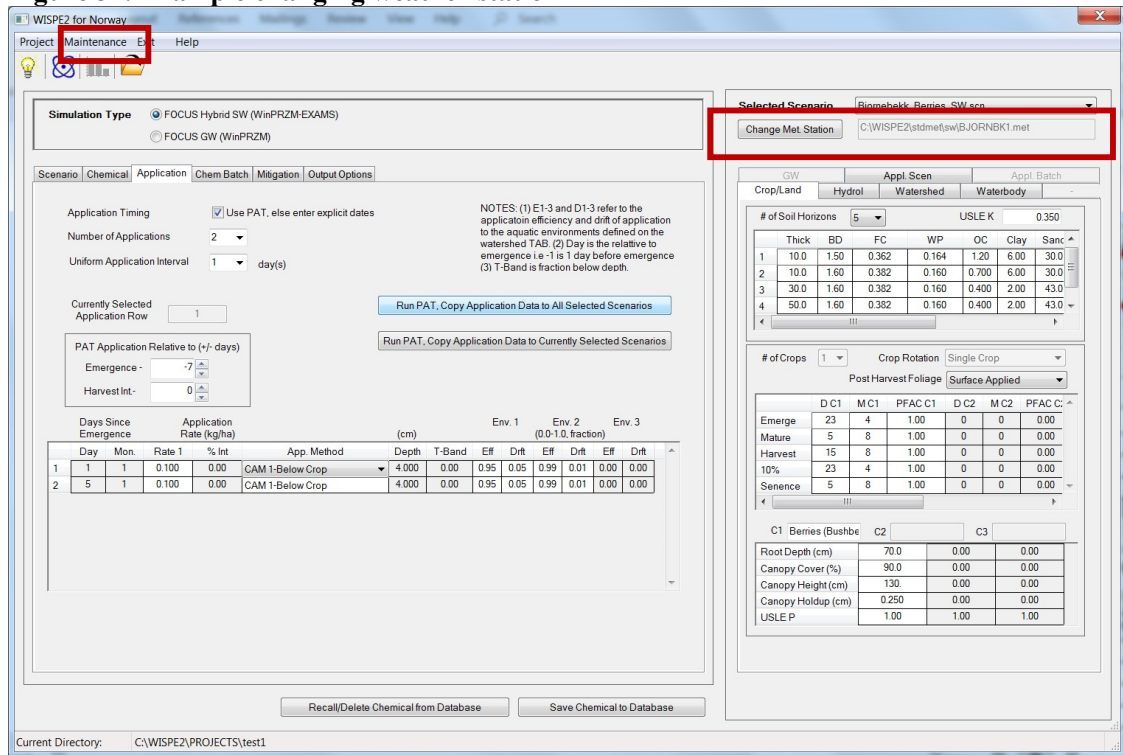 WISPE2 for Norway
Project Maintenance Exit Help
Simulation Type FOCUS Hybrid SW (WinPRZM-EXAMS)
FOCUS GW (WinPRZM)
Scenario Chemical Application Chem Batch Mitigation Output Options
Application Timing Use PAT, else enter explicit dates
Number of Applications 2
Uniform Application Interval 1 day(s)
NOTES: (1) E1-3 and D1-3 refer to the
applicatoin efficiency and drift of application
to the aquatic environments defined on the
watershed TAB. (2) Day is the relative to
emergence i.e -1 is 1 day before emergence
(3) T-Band is fraction below depth.
Currently Selected
Application Row 1
Run PAT, Copy Application Data to All Selected Scenarios
Run PAT, Copy Application Data to Currently Selected Scenarios
PAT Application Relative to (+/- days)
Emergence - -7
Harvest Int.- 0
Days Since Application Env. 1 Env. 2 Env. 3
Emergence Rate (kg/ha) (cm) (0.0-1.0, fraction)
Day Mon. Rate 1 % Int App. Method Depth T-Band Eff Drft Eff Drft Eff Drft
1 1 1 0.100 0.00 CAM 1-Below Crop 4.000 0.00 0.95 0.05 0.99 0.01 0.00 0.00
2 5 1 0.100 0.00 CAM 1-Below Crop 4.000 0.00 0.95 0.05 0.99 0.01 0.00 0.00
Recall/Delete Chemical from Database Save Chemical to Database
Selected Scenario Bjornebekk_Berries_SW.scn
Change Met. Station C:\WISPE2\stdmet\sw\BJORNBK1.met
GW Appl. Scen Appl. Batch
Crop/Land Hydrol Watershed Waterbody -
# of Soil Horizons 5 USLE K 0.350
Thick BD FC WP OC Clay Sand
1 10.0 1.50 0.362 0.164 1.20 6.00 30.0
2 10.0 1.60 0.382 0.160 0.700 6.00 30.0
3 30.0 1.60 0.382 0.160 0.400 2.00 43.0
4 50.0 1.60 0.382 0.160 0.400 2.00 43.0
# of Crops 1 Crop Rotation Single Crop
Post Harvest Foliage Surface Applied
D C1 M C1 PFAC C1 D C2 M C2 PFAC C2
Emerge 23 4 1.00 0 0 0.00
Mature 5 8 1.00 0 0 0.00
Harvest 15 8 1.00 0 0 0.00
10% 23 4 1.00 0 0 0.00
Senence 5 8 1.00 0 0 0.00
C1 Berries (Bushbe C2 C3
Root Depth (cm) 70.0 0.00 0.00
Canopy Cover (%) 90.0 0.00 0.00
Canopy Height (cm) 130. 0.00 0.00
Canopy Holdup (cm) 0.250 0.00 0.00
USLE P 1.00 1.00 1.00
Current Directory: C:\WISPE2\PROJECTS\test1